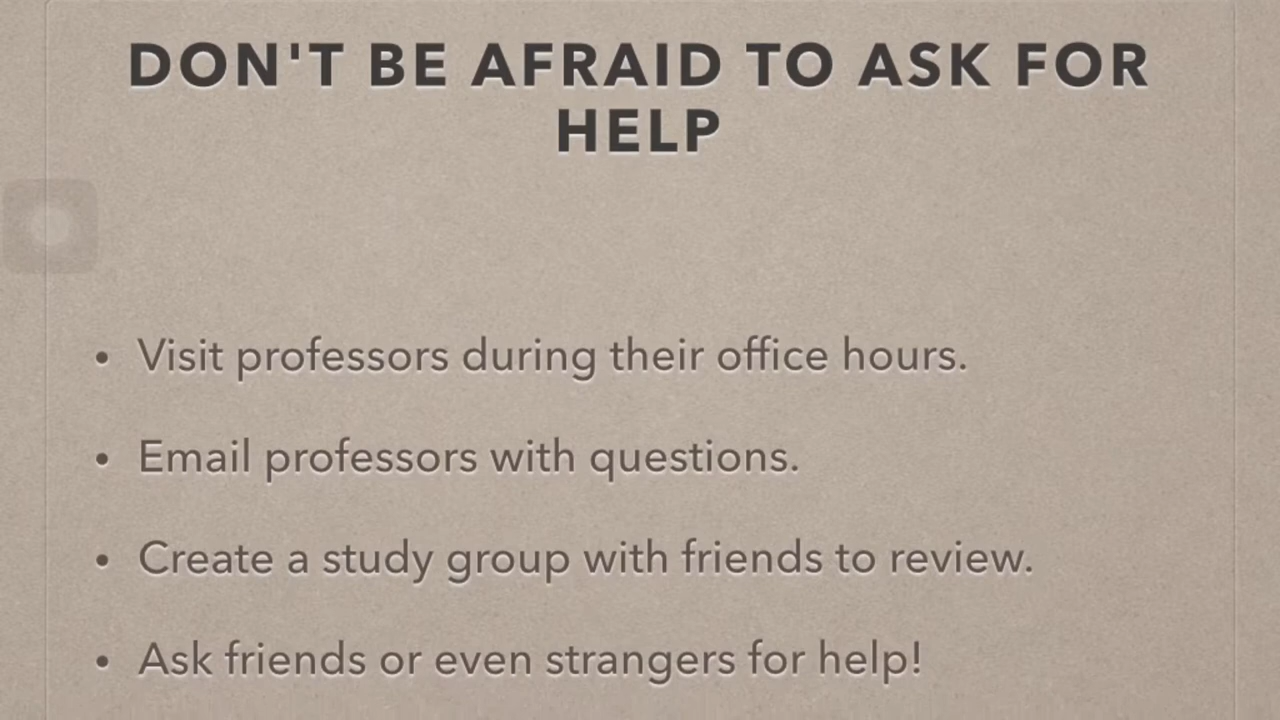 DON'T BE AFRAID TO ASK FOR
HELP
• Visit professors during their office hours.
• Email professors with questions.
• Create a study group with friends to review.
• Ask friends or even strangers for help!